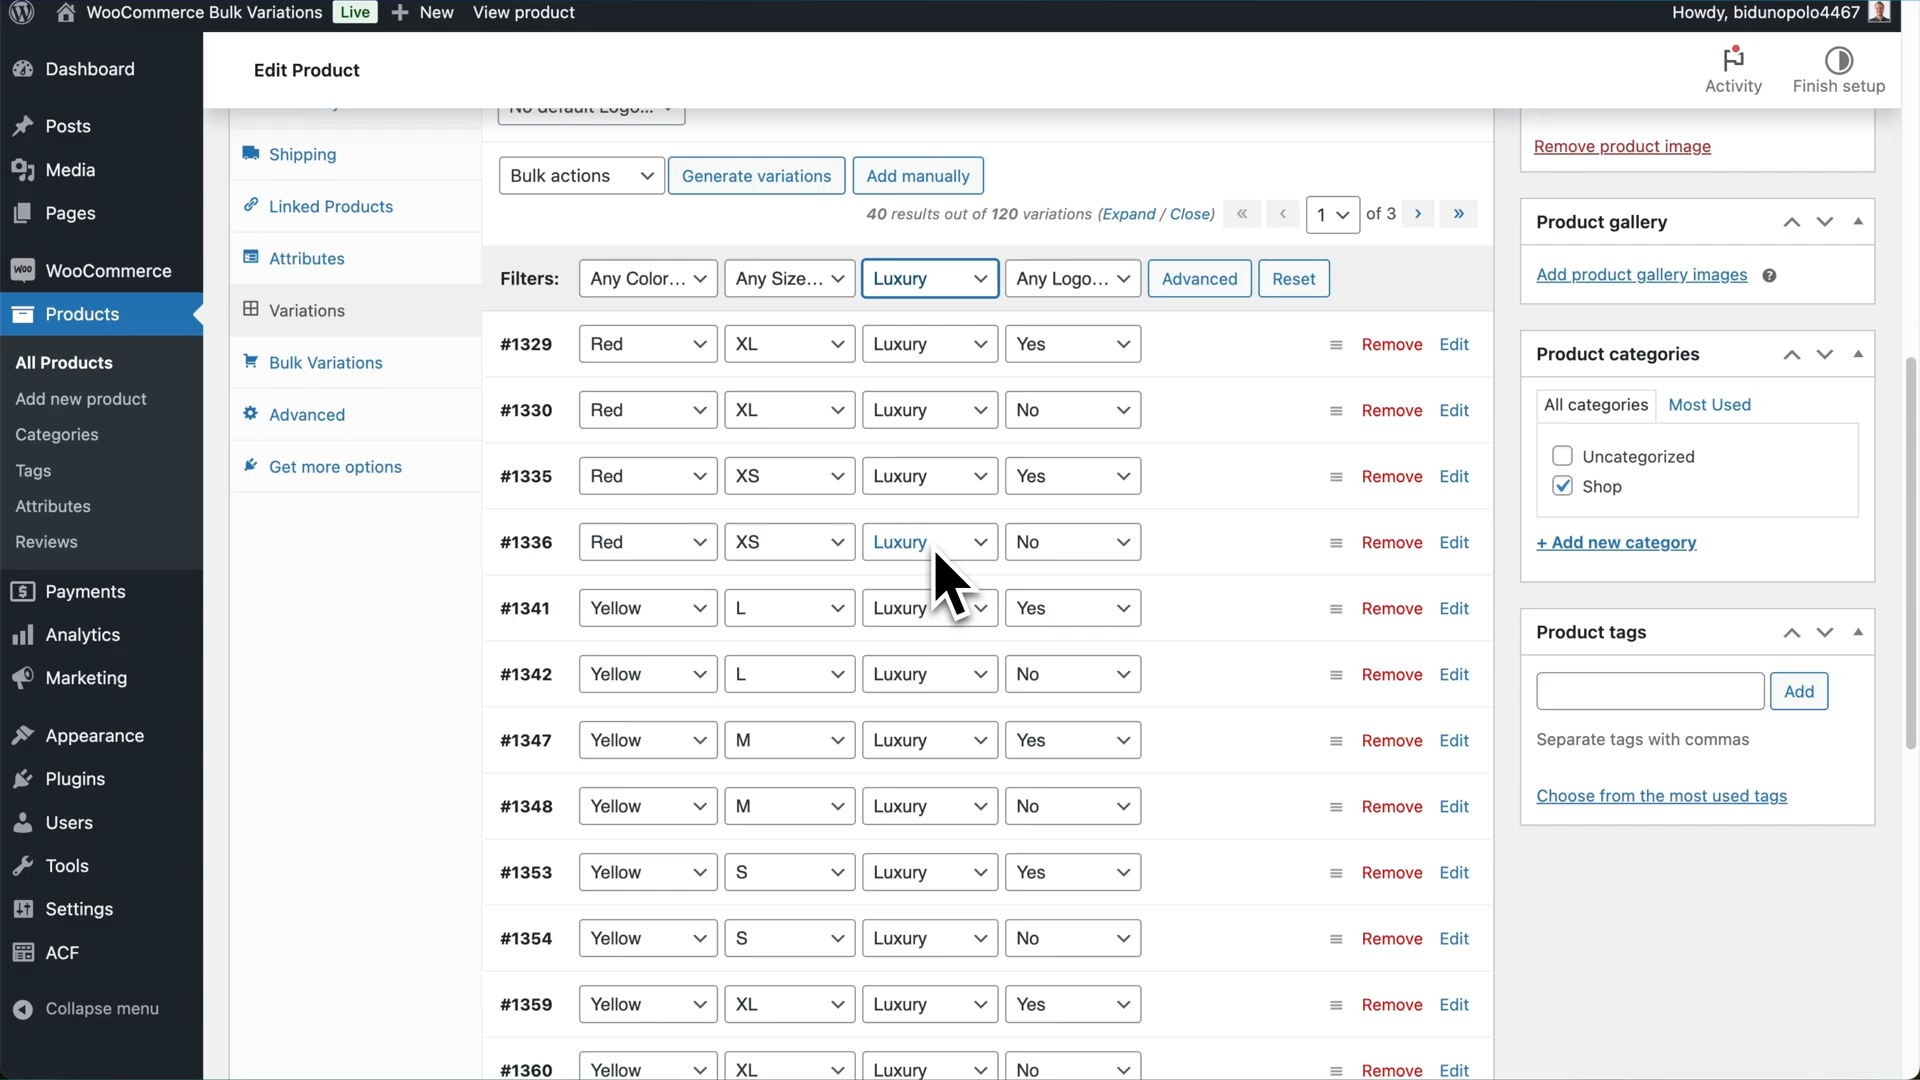 WooCommerce Bulk Variations Live New View product Howdy, bidunopolo4467
Dashboard
Posts
Media
Pages
WooCommerce
Products
All Products
Add new product
Categories
Tags
Attributes
Reviews
Payments
Analytics
Marketing
Appearance
Plugins
Users
Tools
Settings
ACF
Collapse menu
Edit Product
Activity
Finish setup
Shipping
Linked Products
Attributes
Variations
Bulk Variations
Advanced
Get more options
No default Logo...
Bulk actions Generate variations Add manually
40 results out of 120 variations (Expand / Close) « ‹ 1 of 3 › »
Filters: Any Color... Any Size... Luxury Any Logo... Advanced Reset
#1329 Red XL Luxury Yes Remove Edit
#1330 Red XL Luxury No Remove Edit
#1335 Red XS Luxury Yes Remove Edit
#1336 Red XS Luxury No Remove Edit
#1341 Yellow L Luxury Yes Remove Edit
#1342 Yellow L Luxury No Remove Edit
#1347 Yellow M Luxury Yes Remove Edit
#1348 Yellow M Luxury No Remove Edit
#1353 Yellow S Luxury Yes Remove Edit
#1354 Yellow S Luxury No Remove Edit
#1359 Yellow XL Luxury Yes Remove Edit
#1360 Yellow XL Luxury No Remove Edit
Remove product image
Product gallery
Add product gallery images ?
Product categories
All categories Most Used
Uncategorized
Shop
+ Add new category
Product tags
Add
Separate tags with commas
Choose from the most used tags